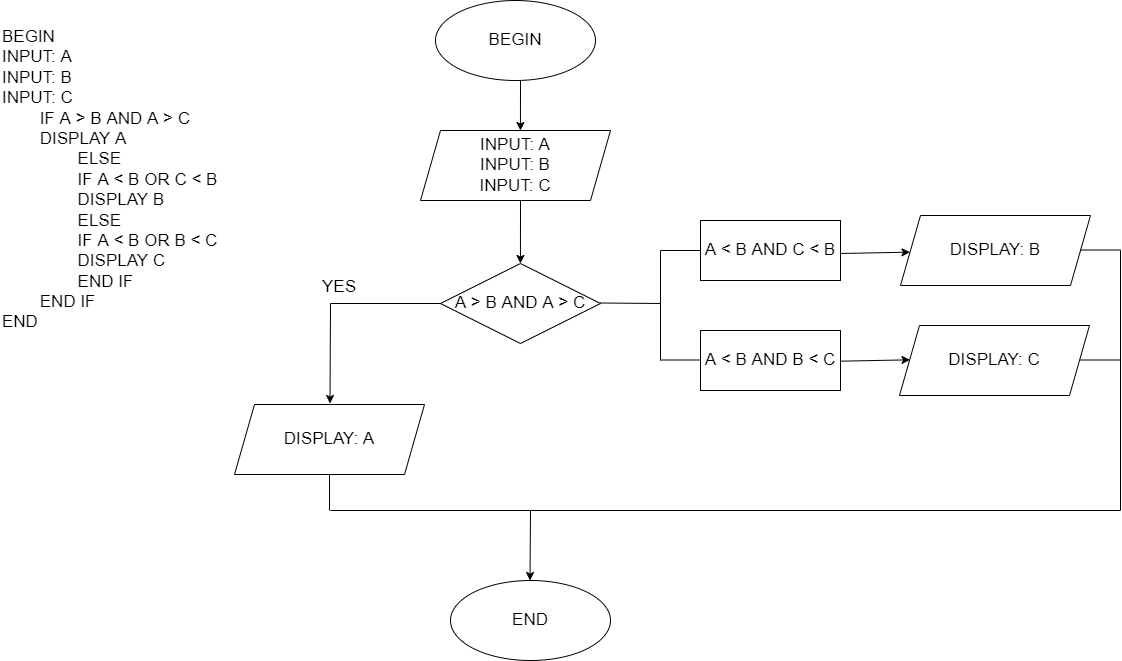 BEGIN
INPUT: A
INPUT: B
INPUT: C
IF A > B AND A > C
DISPLAY A
ELSE
IF A < B OR C < B
DISPLAY B
ELSE
IF A < B OR B < C
DISPLAY C
END IF
END IF
END
BEGIN
INPUT: A
INPUT: B
INPUT: C
A > B AND A > C
YES
DISPLAY: A
A < B AND C < B
DISPLAY: B
A < B AND B < C
DISPLAY: C
END